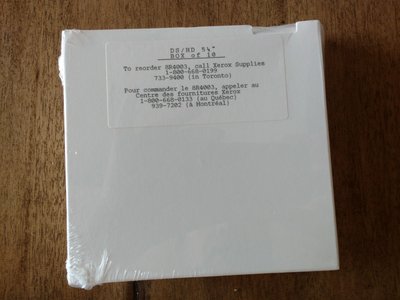 DS/HD 5¼"
BOX of 10
To reorder 8R4003, call Xerox Supplies
1-800-668-0199
733-9400 (in Toronto)
Pour commander le 8R4003, appeler au
Centre des fournitures Xerox
1-800-668-0133 (au Québec)
939-7202 (à Montréal)